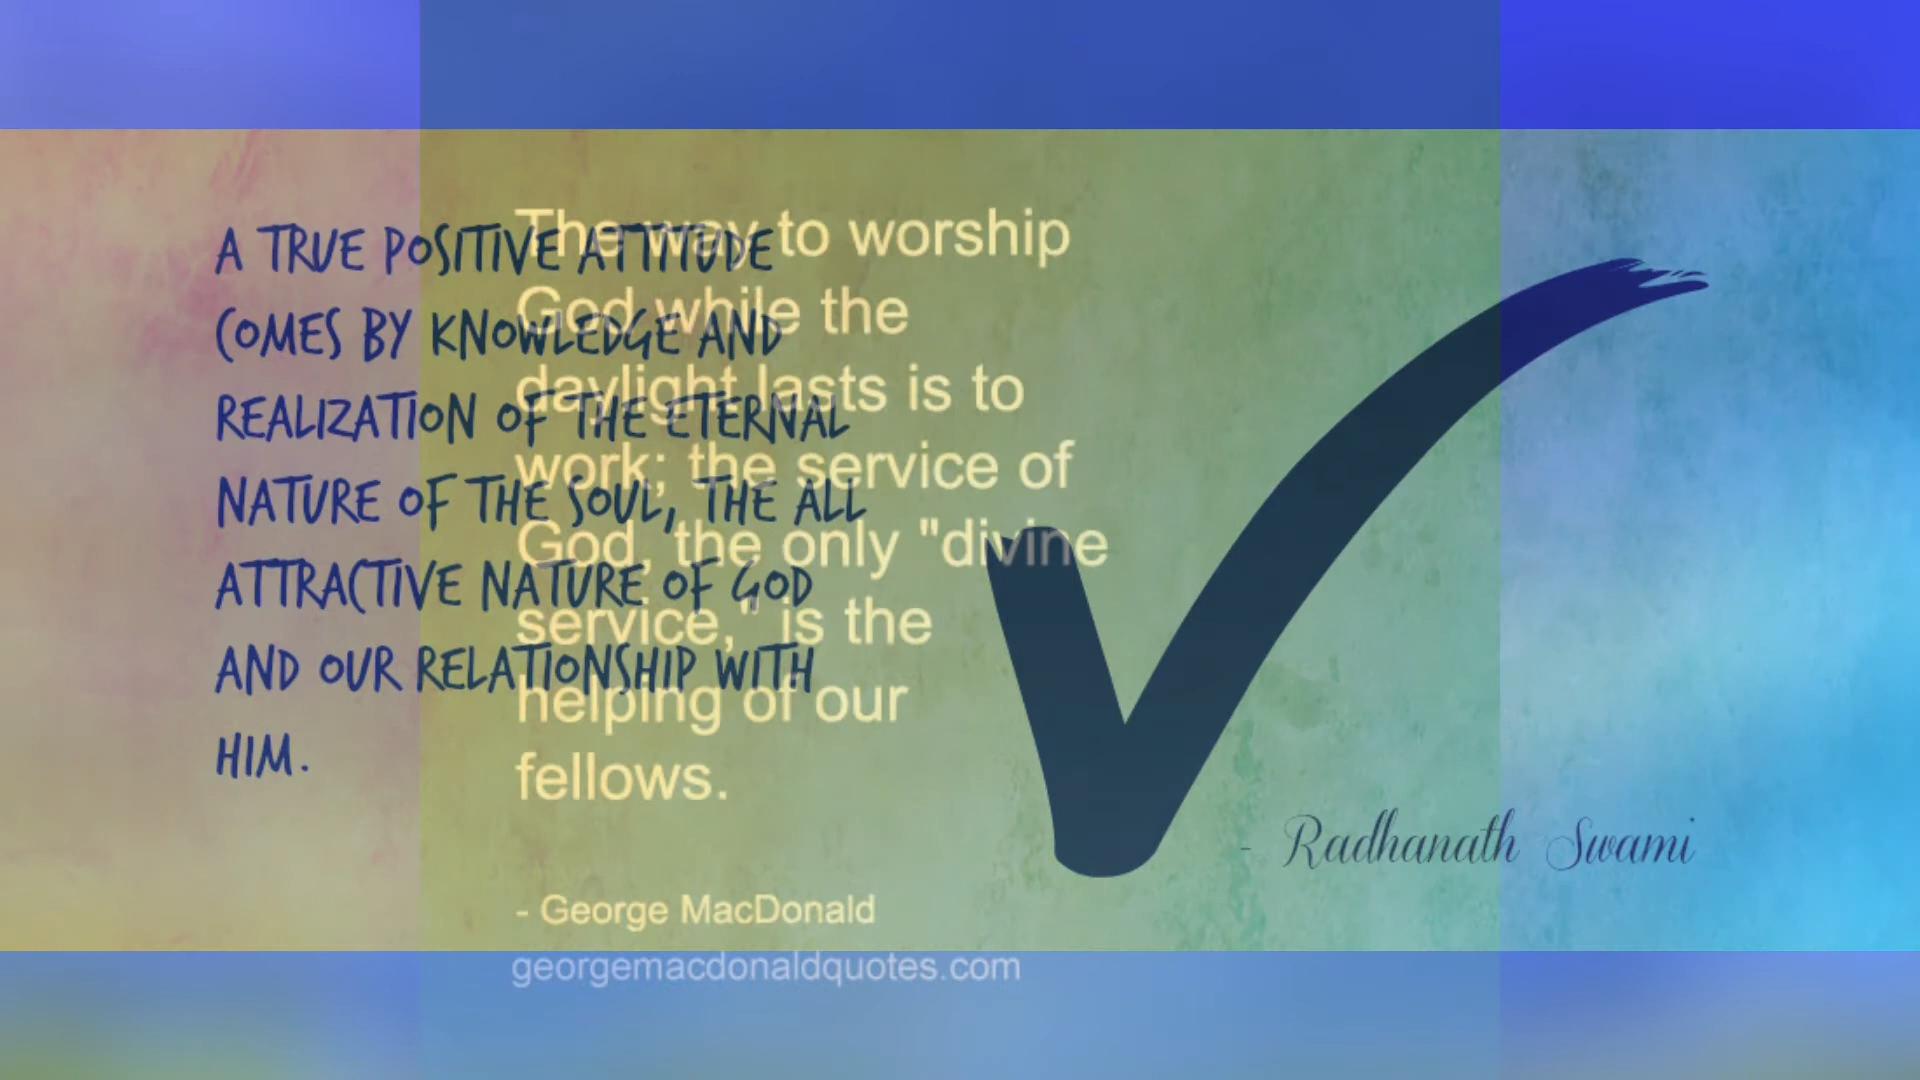 A TRUE POSITIVE ATTITUDE
COMES BY KNOWLEDGE AND
REALIZATION OF THE ETERNAL
NATURE OF THE SOUL, THE ALL
ATTRACTIVE NATURE OF GOD
AND OUR RELATIONSHIP WITH
HIM.
- Radhanath Swami
The way to worship
God while the
daylight lasts is to
work; the service of
God, the only "divine
service," is the
helping of our
fellows.
- George MacDonald
georgemacdonaldquotes.com